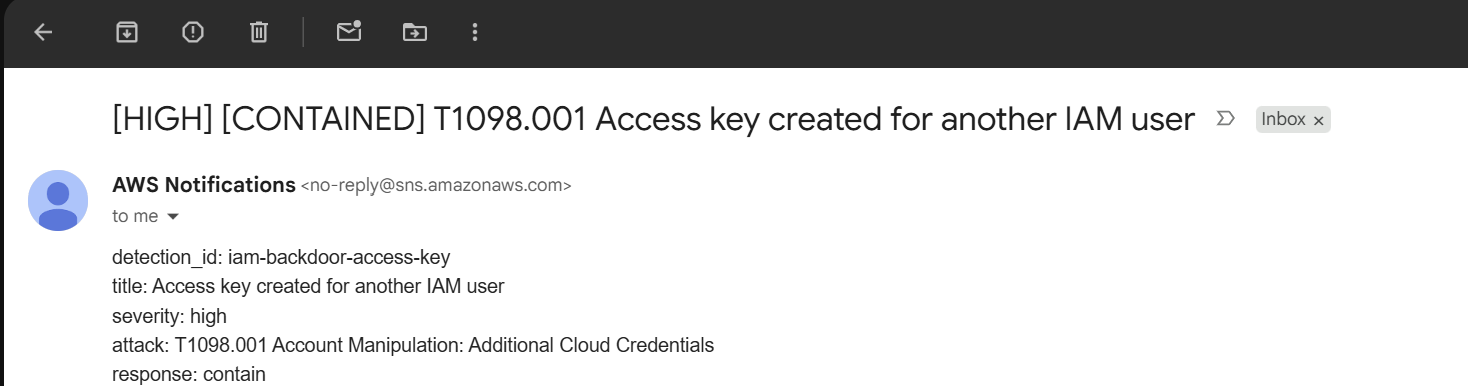 [HIGH] [CONTAINED] T1098.001 Access key created for another IAM user Inbox ×
AWS Notifications <no-reply@sns.amazonaws.com>
to me
detection_id: iam-backdoor-access-key
title: Access key created for another IAM user
severity: high
attack: T1098.001 Account Manipulation: Additional Cloud Credentials
response: contain